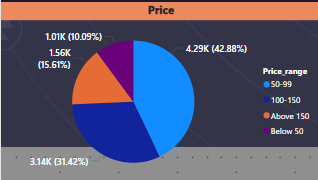 Price
1.01K (10.09%)
4.29K (42.88%)
1.56K
(15.61%)
3.14K (31.42%)
Price_range
50-99
100-150
Above 150
Below 50